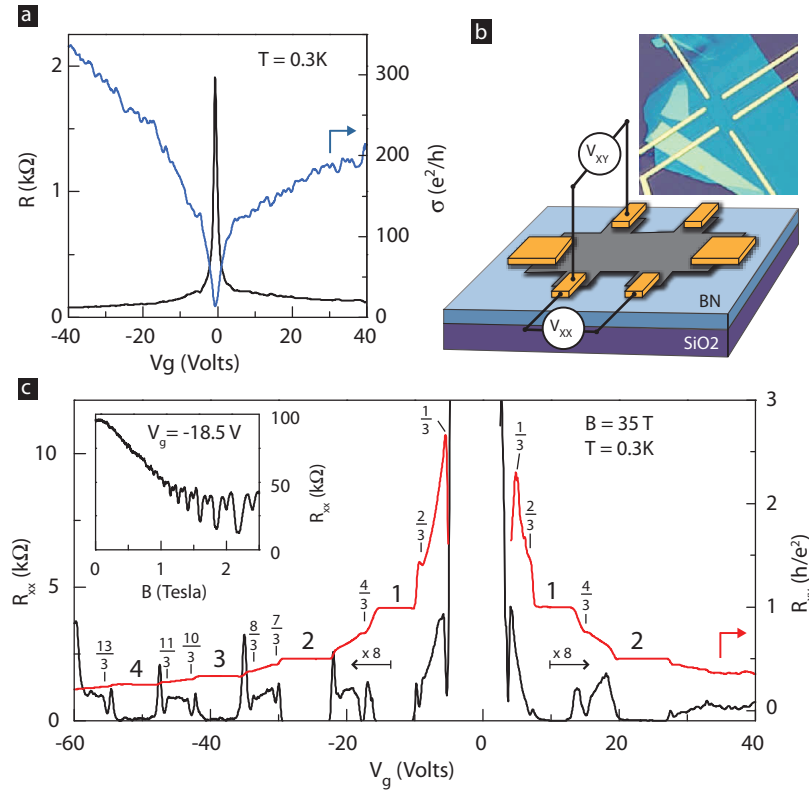 a
T = 0.3K
R (kΩ)
2
1
0
σ (e²/h)
300
200
100
0
-40
-20
0
20
40
Vg (Volts)
b
V_XY
V_XX
BN
SiO2
c
B = 35 T
T = 0.3K
R_xx (kΩ)
10
5
0
3
2
1
0
(h/e²)
-60
-40
-20
0
20
40
V_g (Volts)
V_g = -18.5 V
100
50
0
R_xx (kΩ)
0
1
2
B (Tesla)
13/3
4
11/3
10/3
3
8/3
7/3
2
4/3
1
2/3
1/3
x 8
1/3
2/3
1
4/3
2
x 8